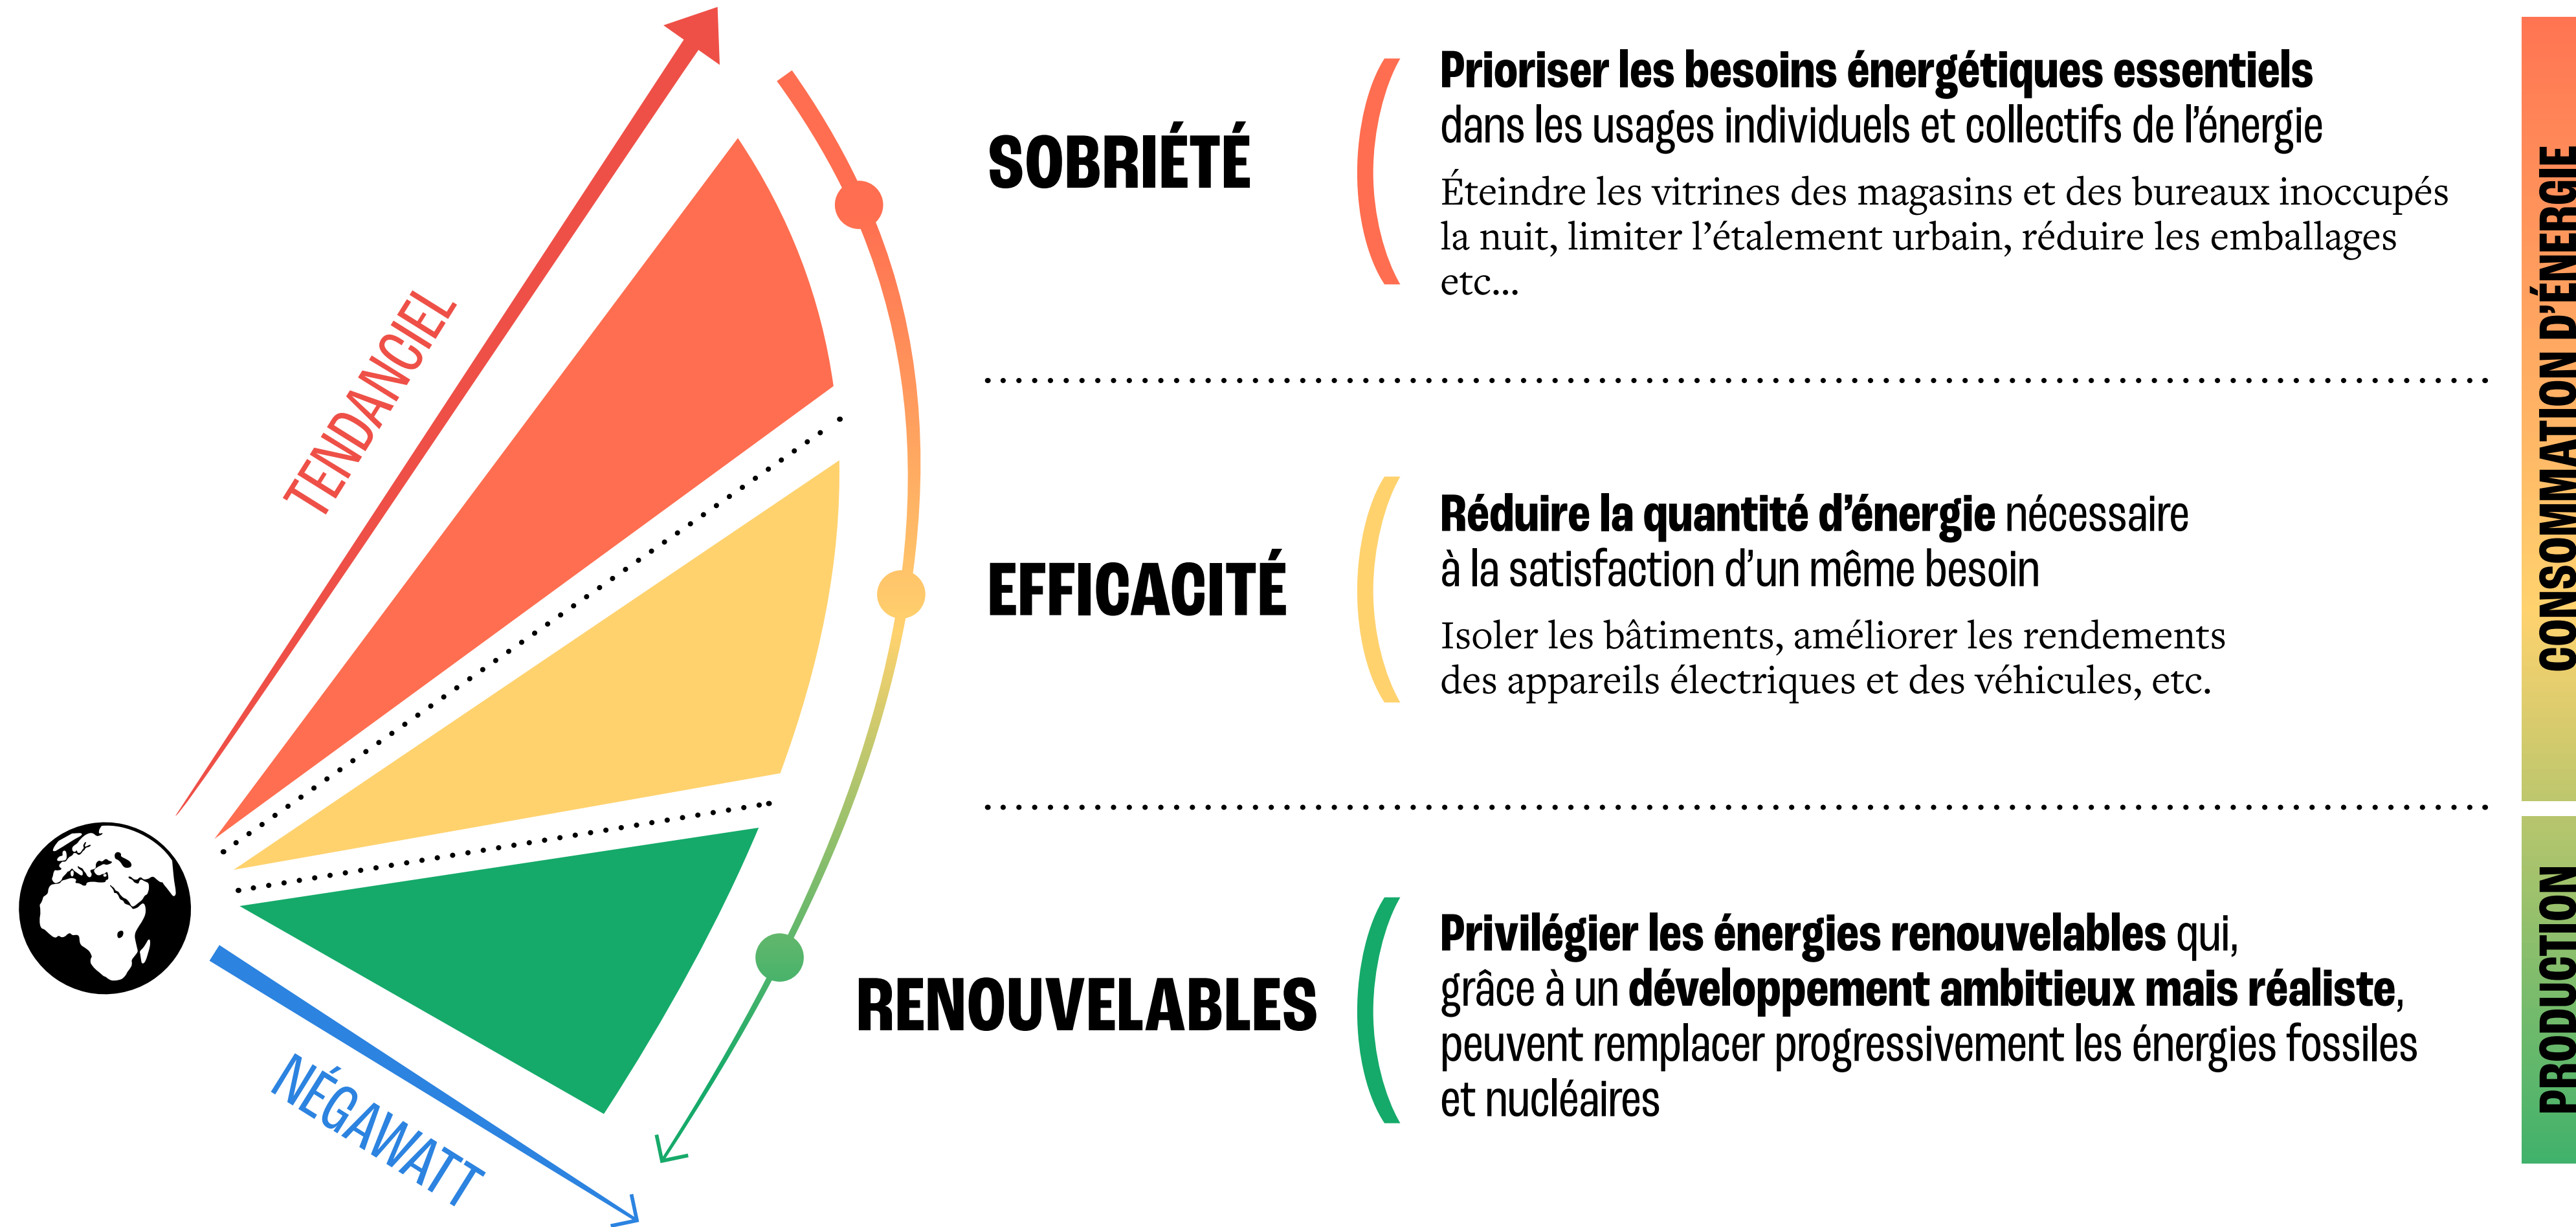 TENDANCIEL
SOBRIÉTÉ
Prioriser les besoins énergétiques essentiels
dans les usages individuels et collectifs de l’énergie
Éteindre les vitrines des magasins et des bureaux inoccupés
la nuit, limiter l’étalement urbain, réduire les emballages
etc...
EFFICACITÉ
Réduire la quantité d’énergie nécessaire
à la satisfaction d’un même besoin
Isoler les bâtiments, améliorer les rendements
des appareils électriques et des véhicules, etc.
RENOUVELABLES
Privilégier les énergies renouvelables qui,
grâce à un développement ambitieux mais réaliste,
peuvent remplacer progressivement les énergies fossiles
et nucléaires
NÉGAWATT
CONSOMMATION D’ÉNERGIE
PRODUCTION